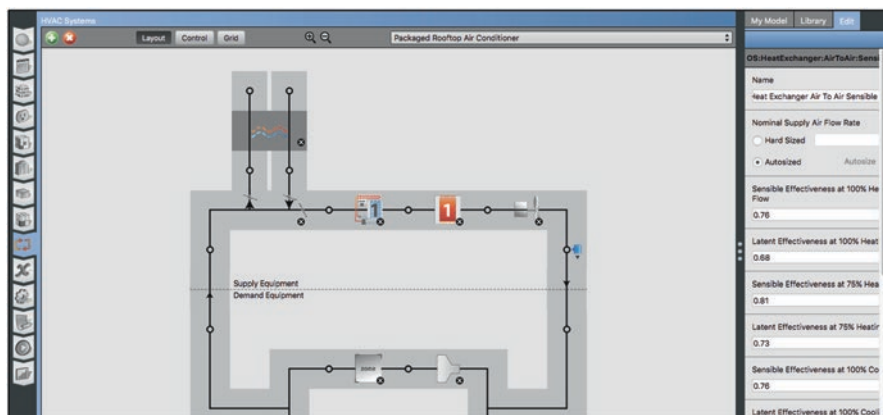 HVAC Systems
My Model
Library
Edit
Layout
Control
Grid
Packaged Rooftop Air Conditioner
OS:HeatExchanger:AirToAir:Sensi
Name
Heat Exchanger Air To Air Sensible
Nominal Supply Air Flow Rate
Hard Sized
Autosized
Autosize
Sensible Effectiveness at 100% He
Flow
0.76
Latent Effectiveness at 100% Heat
0.68
Sensible Effectiveness at 75% Hea
0.81
Latent Effectiveness at 75% Heatin
0.73
Sensible Effectiveness at 100% Co
0.76
Latent Effectiveness at 100% Cooli
1
1
Supply Equipment
Demand Equipment
zone